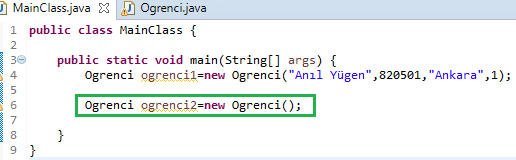 MainClass.java Ogrenci.java
1 public class MainClass {
2
3 public static void main(String[] args) {
4 Ogrenci ogrenci1=new Ogrenci("Anıl Yügen",820501,"Ankara",1);
5
6 Ogrenci ogrenci2=new Ogrenci();
7
8 }
9 }